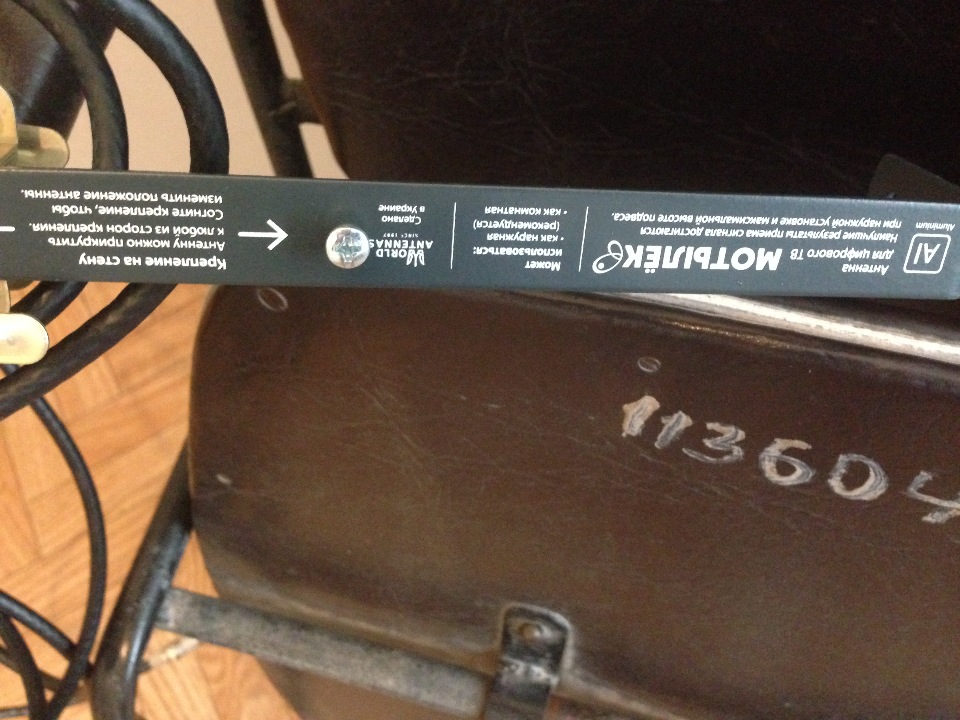 Al
Aluminium
Антенна
для цифрового ТВ
МОТЫЛЁК
Наилучшие результаты приема сигнала достигаются
при наружной установке и максимальной высоте подвеса.
Может
использоваться:
• как наружная
(рекомендуется)
• как комнатная
WORLD
ANTENNAS
SINCE 1997
Сделано
в Украине
Крепление на стену
Антенну можно прикрутить
к любой из сторон крепления.
Согните крепление, чтобы
изменить положение антенны.
113604